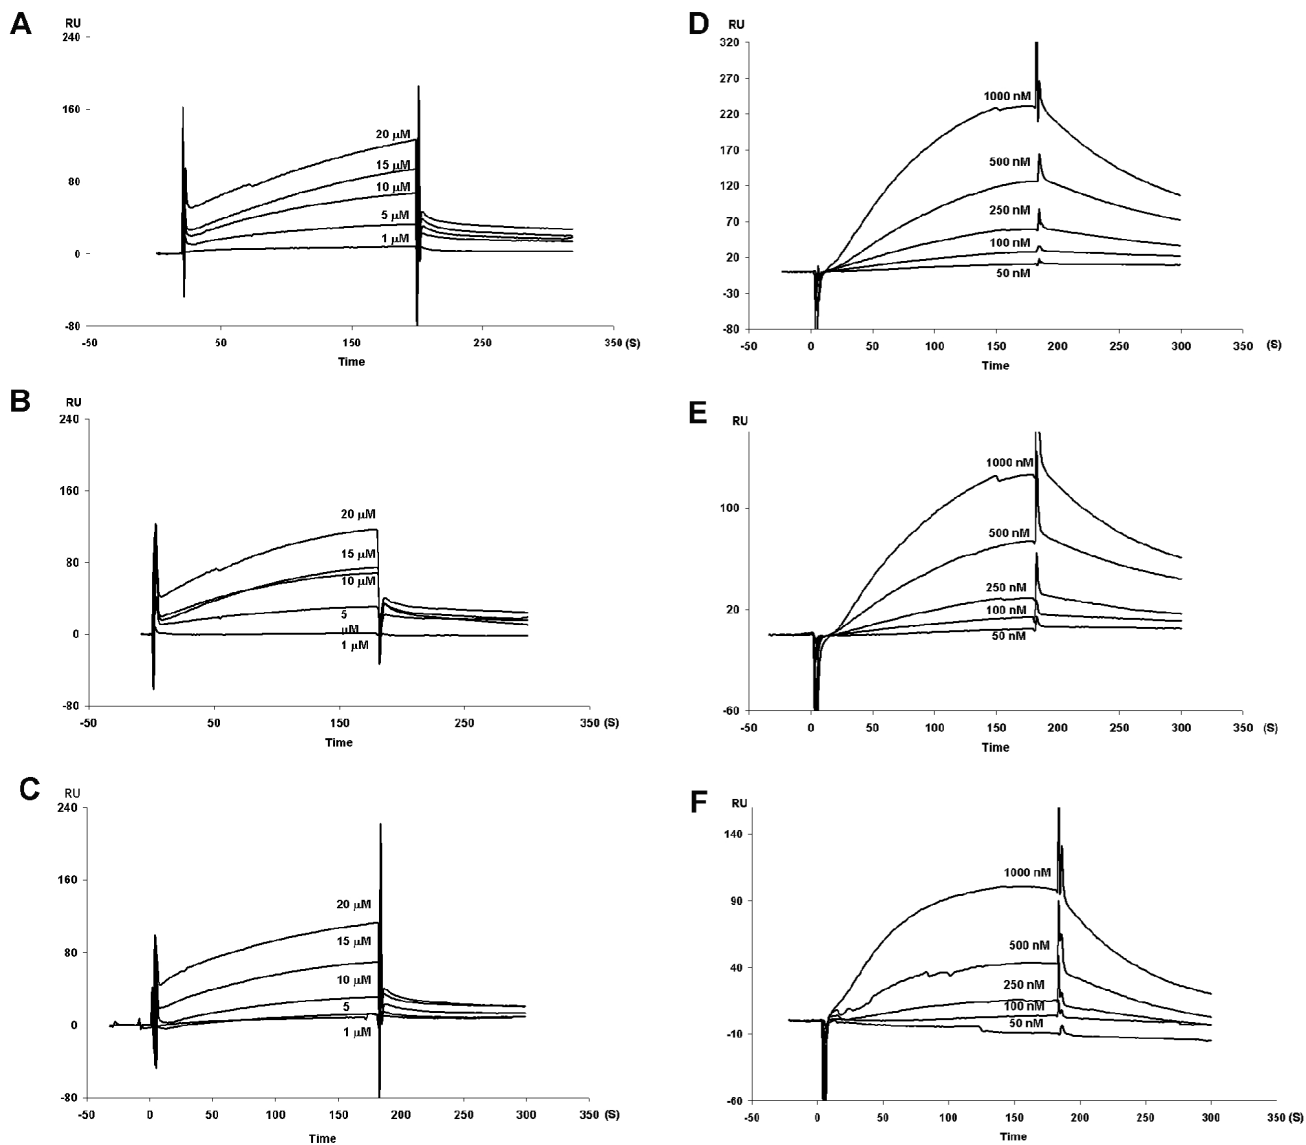 A
RU
240
160
80
0
-80
20 µM
15 µM
10 µM
5 µM
1 µM
-50 50 150 250 350 (S)
Time
B
RU
240
160
80
0
-80
20 µM
15 µM
10 µM
5
µM
1 µM
-50 50 150 250 350 (S)
Time
C
RU
240
160
80
0
-80
20 µM
15 µM
10 µM
5
1 µM
-50 0 50 100 150 200 250 300 350 (S)
Time
D
RU
320
270
220
170
120
70
20
-30
-80
1000 nM
500 nM
250 nM
100 nM
50 nM
-50 0 50 100 150 200 250 300 350 (S)
Time
E
RU
100
20
-60
1000 nM
500 nM
250 nM
100 nM
50 nM
-50 0 50 100 150 200 250 300 350 (S)
Time
F
RU
140
90
40
-10
-60
1000 nM
500 nM
250 nM
100 nM
50 nM
-50 0 50 100 150 200 250 300 350 (S)
Time